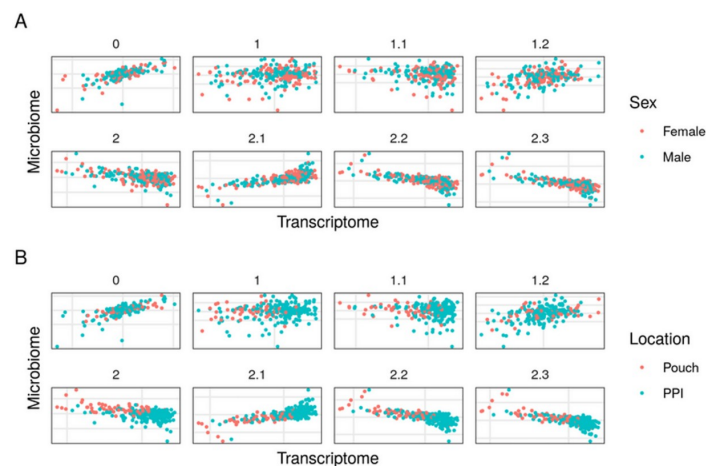 A
0 1 1.1 1.2
Sex
Female
Male
2 2.1 2.2 2.3
Microbiome
Transcriptome
B
0 1 1.1 1.2
Location
Pouch
PPI
2 2.1 2.2 2.3
Microbiome
Transcriptome